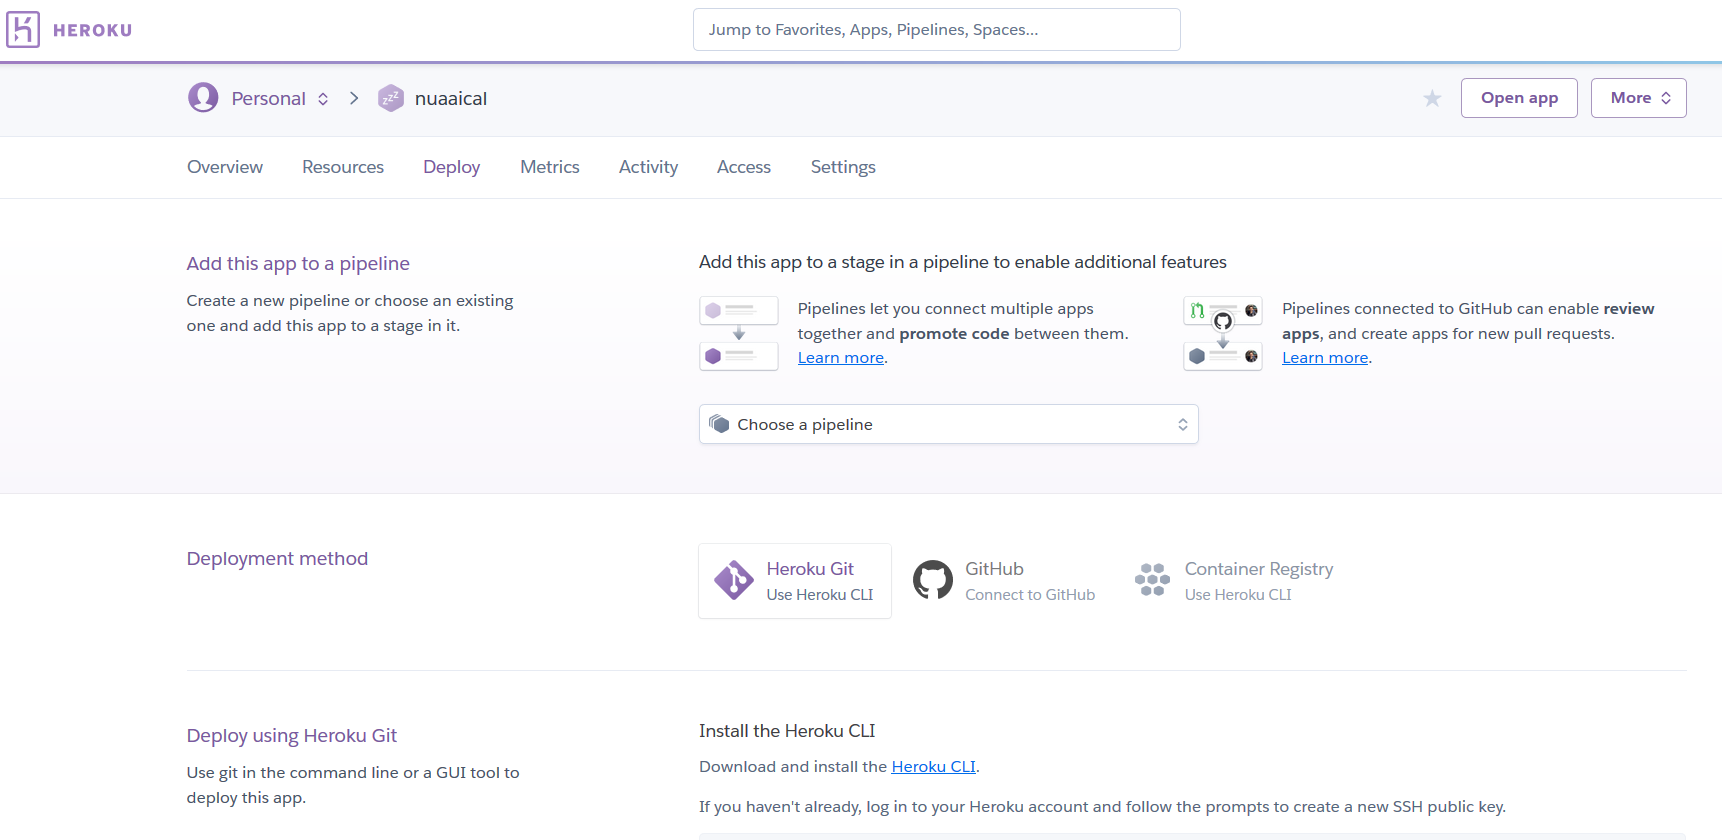 HEROKU
Jump to Favorites, Apps, Pipelines, Spaces...
Personal
zzz
nuaaical
Open app
More
Overview
Resources
Deploy
Metrics
Activity
Access
Settings
Add this app to a pipeline
Create a new pipeline or choose an existing
one and add this app to a stage in it.
Add this app to a stage in a pipeline to enable additional features
Pipelines let you connect multiple apps
together and promote code between them.
Learn more.
Pipelines connected to GitHub can enable review
apps, and create apps for new pull requests.
Learn more.
Choose a pipeline
Deployment method
Heroku Git
Use Heroku CLI
GitHub
Connect to GitHub
Container Registry
Use Heroku CLI
Deploy using Heroku Git
Use git in the command line or a GUI tool to
deploy this app.
Install the Heroku CLI
Download and install the Heroku CLI.
If you haven't already, log in to your Heroku account and follow the prompts to create a new SSH public key.